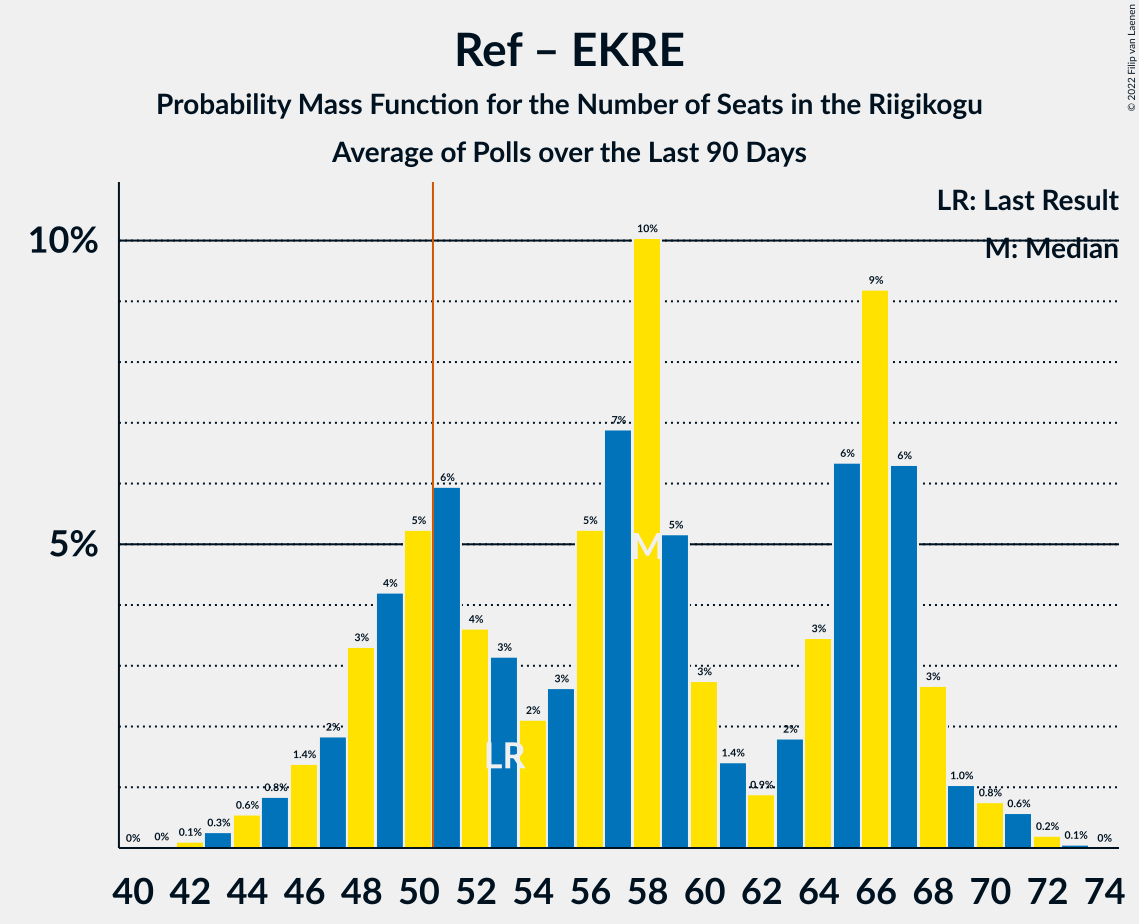 Ref – EKRE
Probability Mass Function for the Number of Seats in the Riigikogu
Average of Polls over the Last 90 Days
© 2022 Filip van Laenen
LR: Last Result
M: Median
10%
5%
0% 0% 0.1% 0.3% 0.6% 0.8% 1.4% 2% 3% 4% 5% 6% 4% 3% 2% 3% 5% 7% 10% 5% 3% 1.4% 0.9% 2% 3% 6% 9% 6% 3% 1.0% 0.8% 0.6% 0.2% 0.1% 0%
M
LR
40 42 44 46 48 50 52 54 56 58 60 62 64 66 68 70 72 74